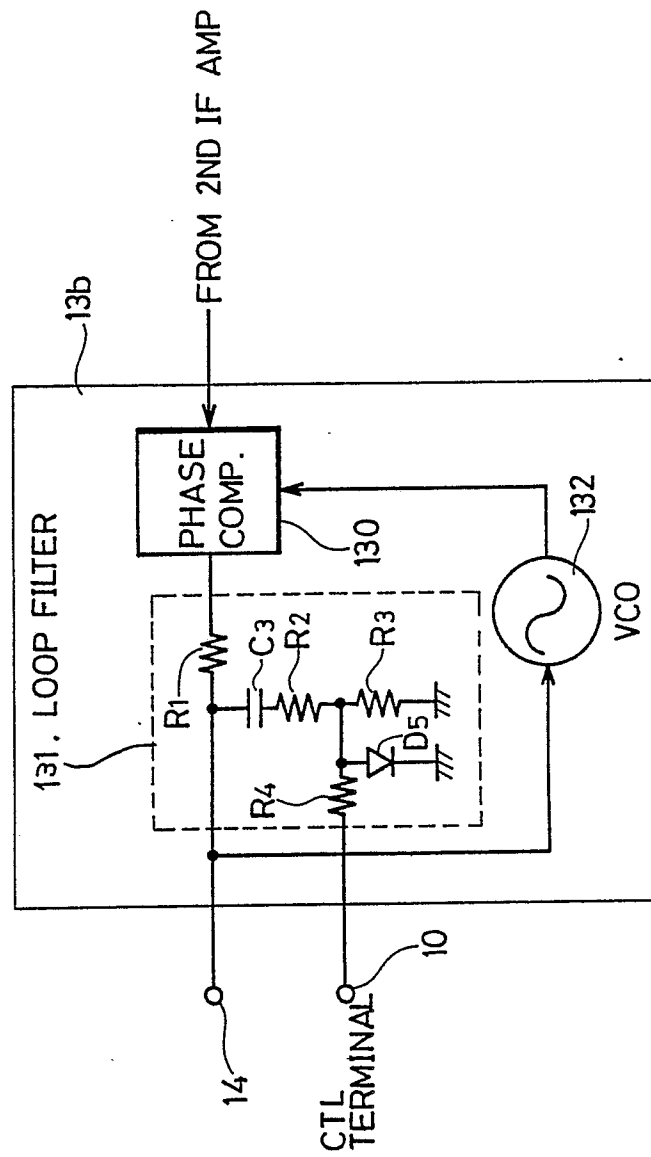 13b
131, LOOP FILTER
R1
C3
R2
R3
D5
R4
PHASE
COMP.
130
FROM 2ND IF AMP
132
VCO
14
10
CTL
TERMINAL